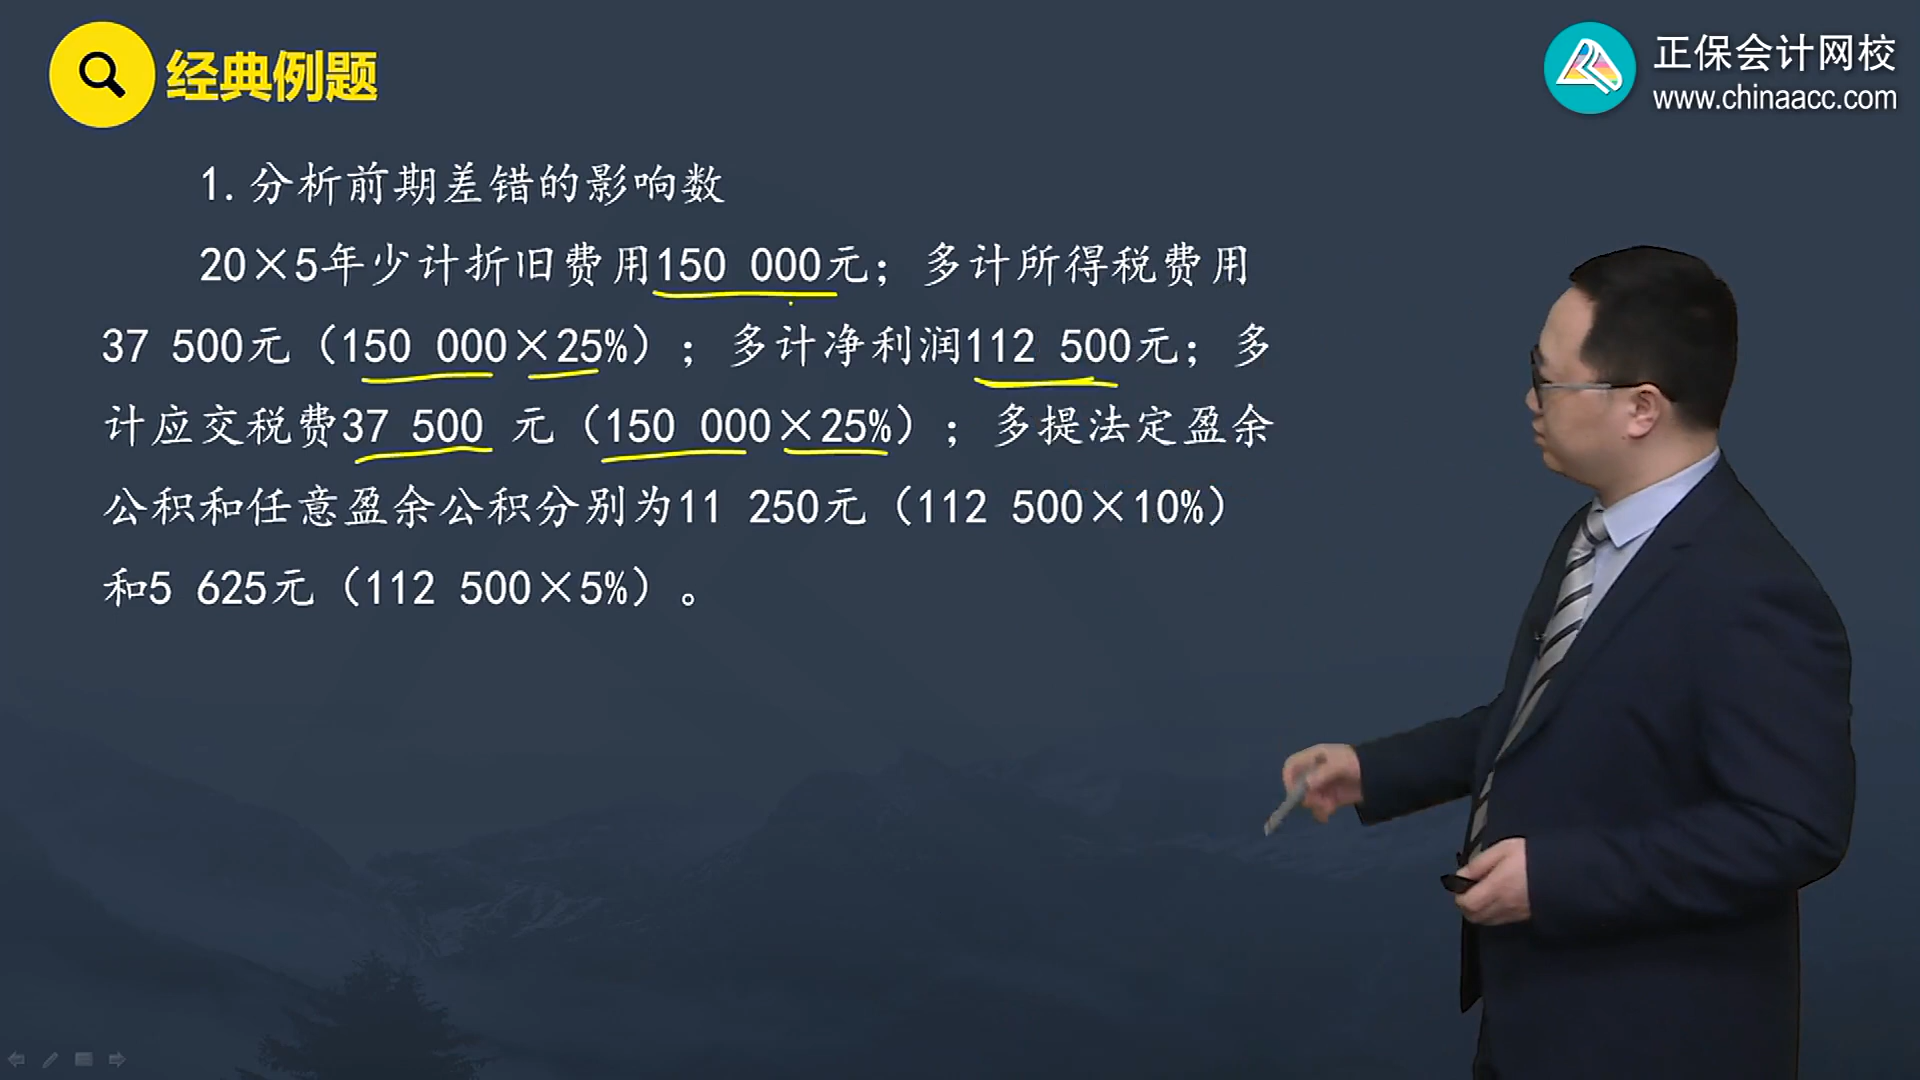 经典例题
正保会计网校
www.chinaacc.com
1.分析前期差错的影响数
20×5年少计折旧费用150 000元；多计所得税费用
37 500元（150 000×25%）；多计净利润112 500元；多
计应交税费37 500 元（150 000×25%）；多提法定盈余
公积和任意盈余公积分别为11 250元（112 500×10%）
和5 625元（112 500×5%）。